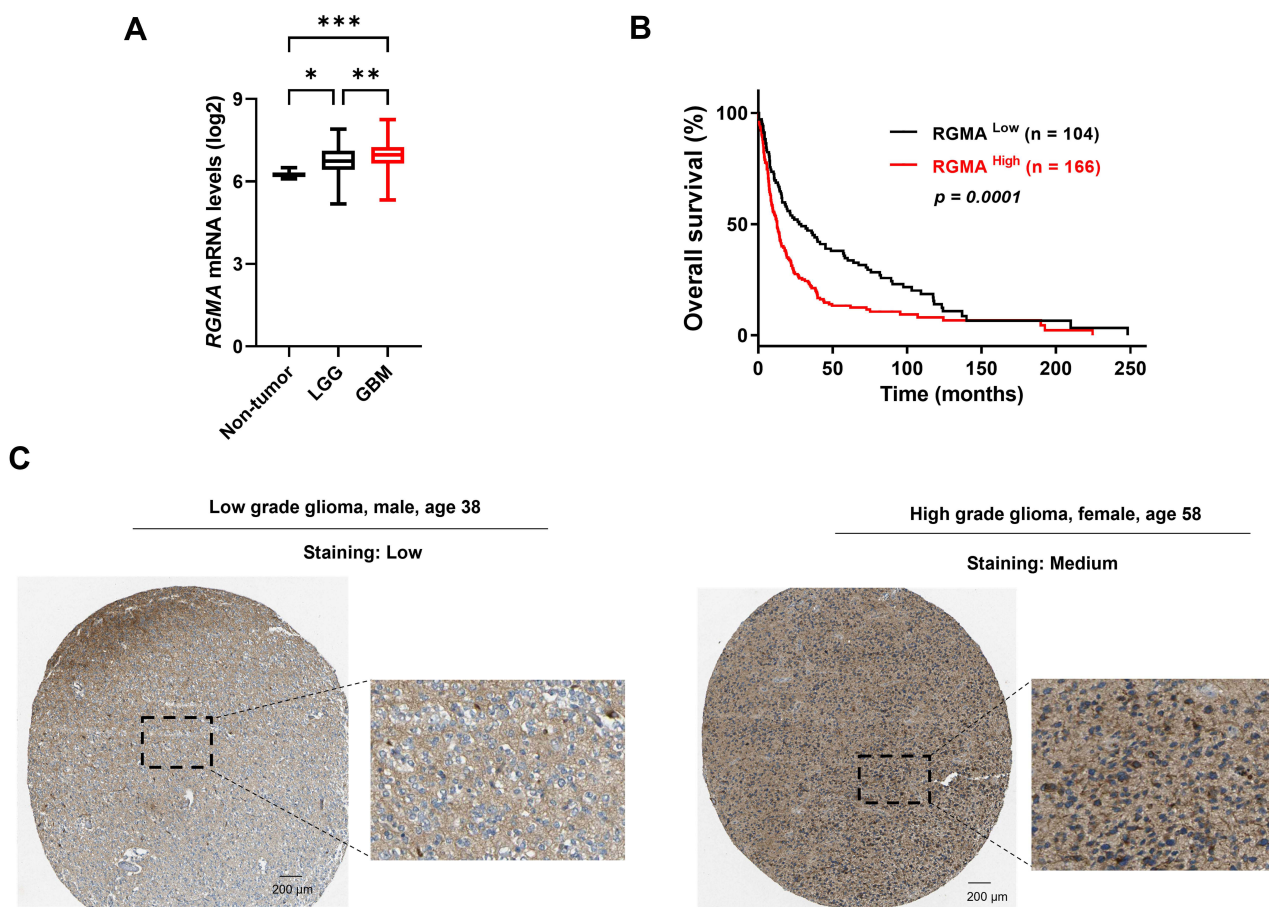 A
***
* **
RGMA mRNA levels (log2)
9
6
3
0
Non-tumor
LGG
GBM
B
Overall survival (%)
100
50
0
RGMA Low (n = 104)
RGMA High (n = 166)
p = 0.0001
0 50 100 150 200 250
Time (months)
C
Low grade glioma, male, age 38
Staining: Low
200 µm
High grade glioma, female, age 58
Staining: Medium
200 µm